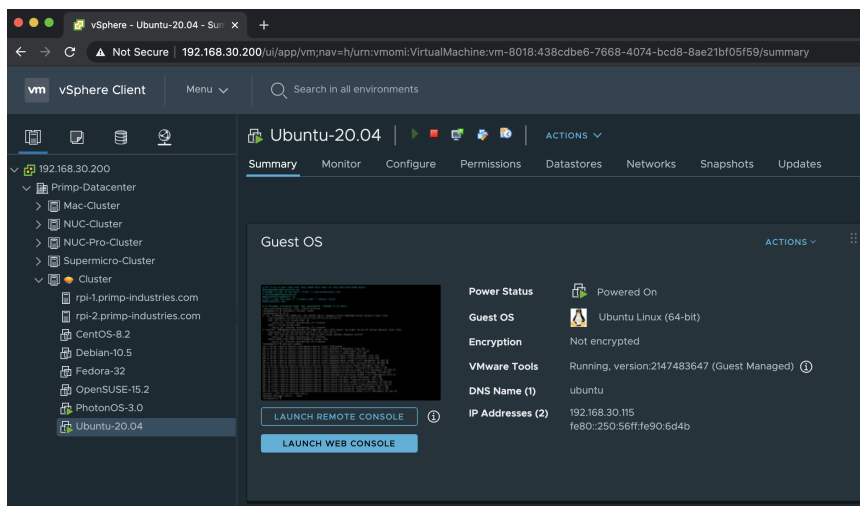 vSphere - Ubuntu-20.04 - Sun
Not Secure | 192.168.30.200/ui/app/vm;nav=h/urn:vmomi:VirtualMachine:vm-8018:438cdbe6-7668-4074-bcd8-8ae21bf05f59/summary
vm vSphere Client Menu Search in all environments
Ubuntu-20.04 ACTIONS
Summary Monitor Configure Permissions Datastores Networks Snapshots Updates
192.168.30.200
Primp-Datacenter
Mac-Cluster
NUC-Cluster
NUC-Pro-Cluster
Supermicro-Cluster
Cluster
rpi-1.primp-industries.com
rpi-2.primp-industries.com
CentOS-8.2
Debian-10.5
Fedora-32
OpenSUSE-15.2
PhotonOS-3.0
Ubuntu-20.04
Guest OS ACTIONS
Power Status Powered On
Guest OS Ubuntu Linux (64-bit)
Encryption Not encrypted
VMware Tools Running, version:2147483647 (Guest Managed)
DNS Name (1) ubuntu
IP Addresses (2) 192.168.30.115
fe80::250:56ff:fe90:6d4b
LAUNCH REMOTE CONSOLE
LAUNCH WEB CONSOLE